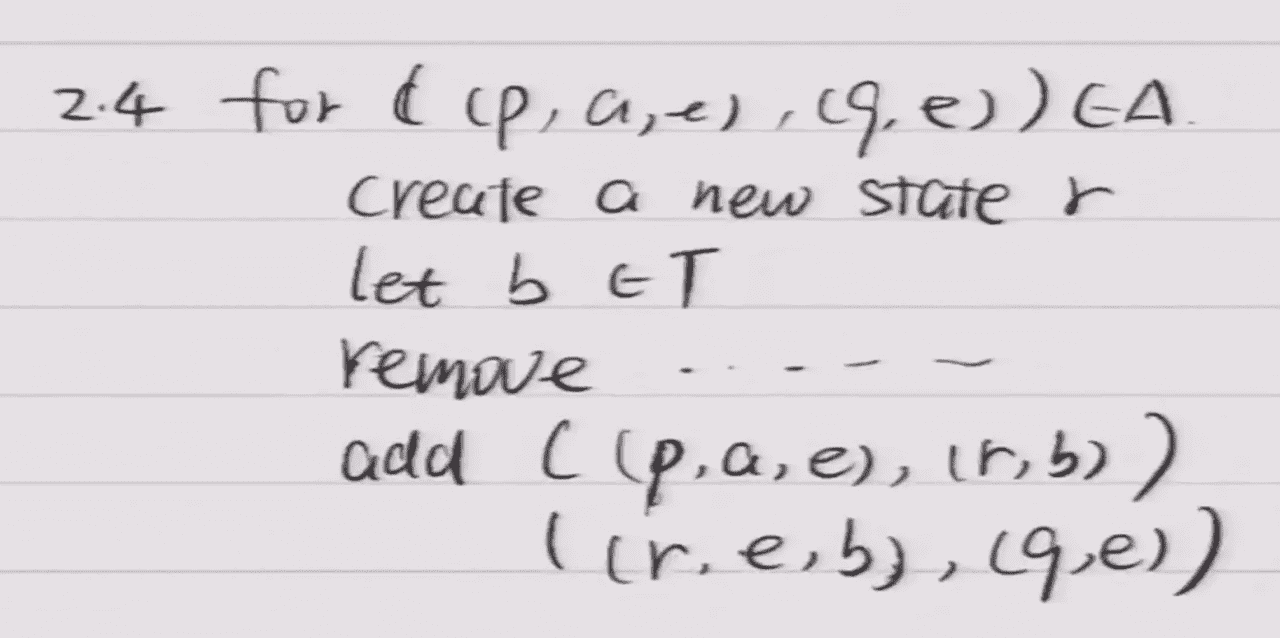 2.4 for ((p, a, e), (q, e)) ∈ Δ.
create a new state r
let b ∈ T
remove . . - - ~
add ((p, a, e), (r, b))
((r, e, b), (q, e))